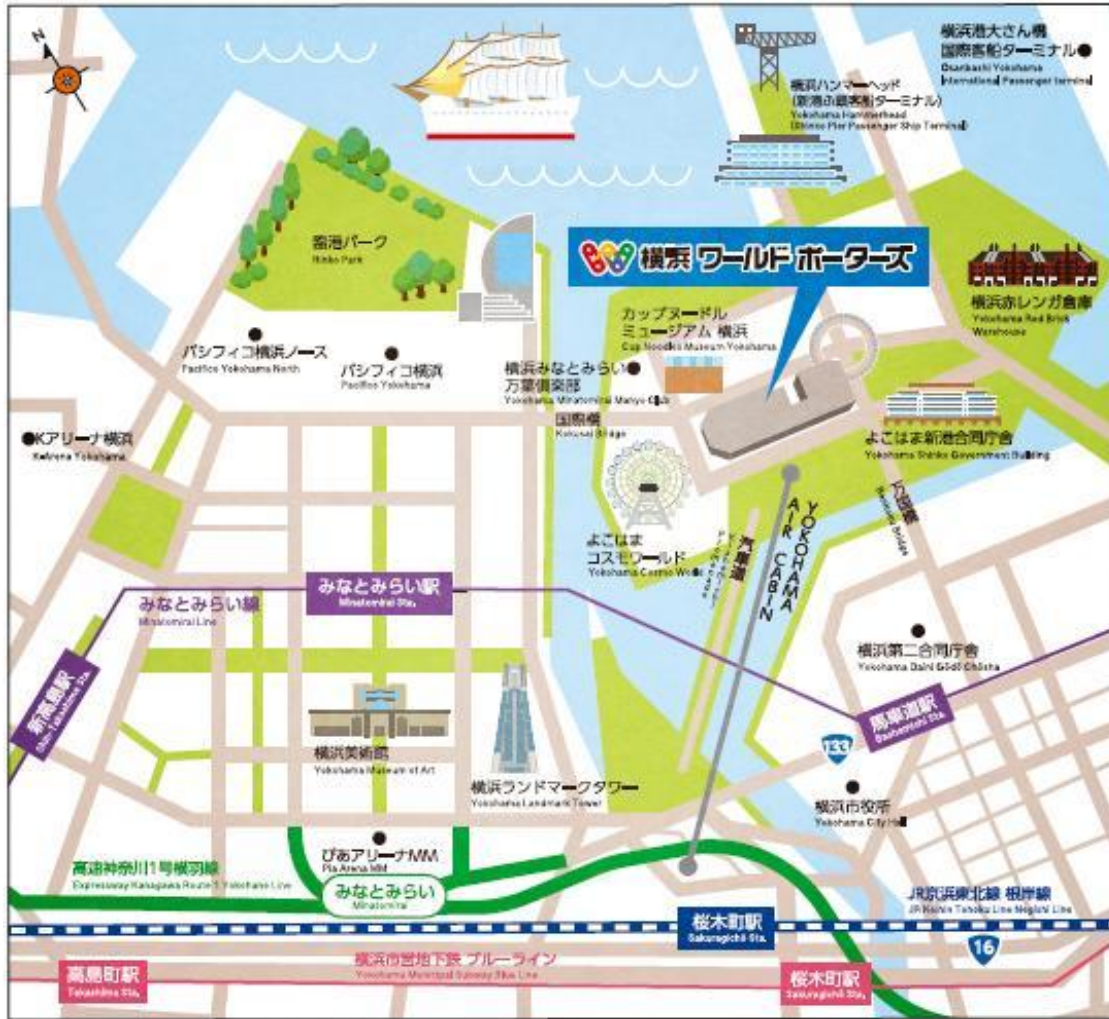 N
横浜港大さん橋
国際客船ターミナル
Osanbashi Yokohama
International Passenger terminal
横浜ハンマーヘッド
(新港ふ頭客船ターミナル)
Yokohama Hammerhead
(Shinko Pier Passenger Ship Terminal)
臨港パーク
Rinko Park
横浜 ワールド ポーターズ
横浜赤レンガ倉庫
Yokohama Red Brick
Warehouse
カップヌードル
ミュージアム 横浜
Cup Noodles Museum Yokohama
パシフィコ横浜ノース
Pacifico Yokohama North
パシフィコ横浜
Pacifico Yokohama
横浜みなとみらい
万葉倶楽部
Yokohama Minatomirai Manyo Club
国際橋
Kokusai Bridge
Kアリーナ横浜
K-Arena Yokohama
よこはま新港合同庁舎
Yokohama Shinko Government Building
よこはま
コスモワールド
Yokohama Cosmo World
汽車道
YOKOHAMA
AIR CABIN
みなとみらい駅
Minatomirai Sta.
みなとみらい線
Minatomirai Line
新高島駅
Shin-Takashima Sta.
横浜第二合同庁舎
Yokohama Daini Gōdō Chōsha
馬車道駅
Bashamichi Sta.
133
横浜美術館
Yokohama Museum of Art
横浜ランドマークタワー
Yokohama Landmark Tower
横浜市役所
Yokohama City Hall
ぴあアリーナMM
Pia Arena MM
高速神奈川1号横羽線
Expressway Kanagawa Route 1 Yokohane Line
みなとみらい
Minatomirai
桜木町駅
Sakuragichō Sta.
JR京浜東北線 根岸線
JR Keihin Tohoku Line Negishi Line
16
高島町駅
Takashima Sta.
横浜市営地下鉄 ブルーライン
Yokohama Municipal Subway Blue Line
桜木町駅
Sakuragichō Sta.